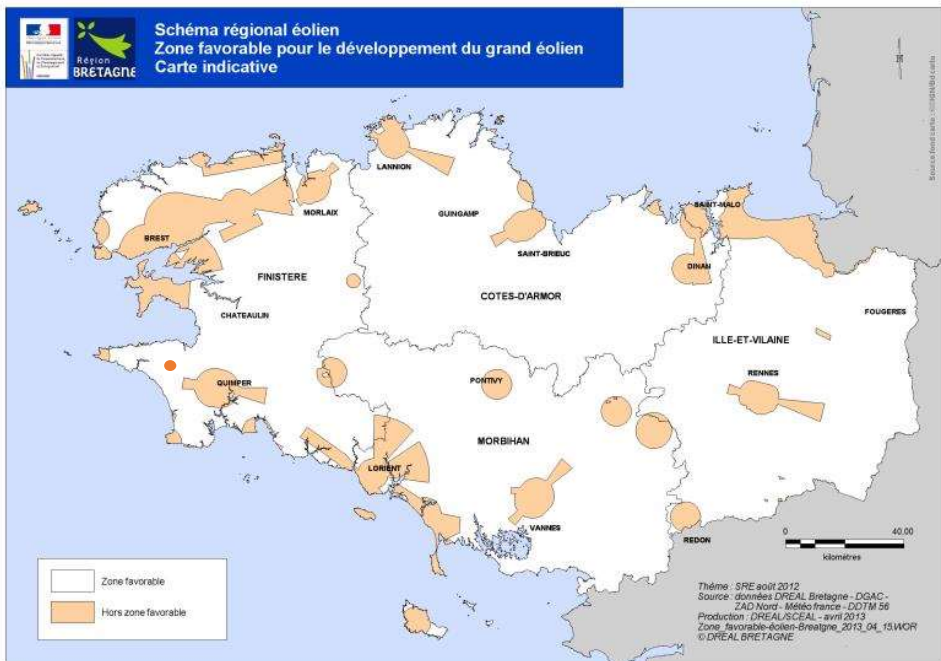 Schéma régional éolien
Zone favorable pour le développement du grand éolien
Carte indicative
Région
BRETAGNE
LANNION
MORLAIX
GUINGAMP
SAINT-MALO
BREST
SAINT-BRIEUC
DINAN
FINISTERE
COTES-D'ARMOR
CHATEAULIN
FOUGERES
ILLE-ET-VILAINE
RENNES
QUIMPER
PONTIVY
MORBIHAN
LORIENT
VANNES
REDON
0 40.00
kilomètres
Zone favorable
Hors zone favorable
Thème : SRE août 2012
Source : données DREAL Bretagne - DGAC -
ZAD Nord - Météo france - DDTM 56
Production : DREAL/SCEAL - avril 2013
Zone_favorable-éolien-Breatgne_2013_04_15.WOR
© DREAL BRETAGNE